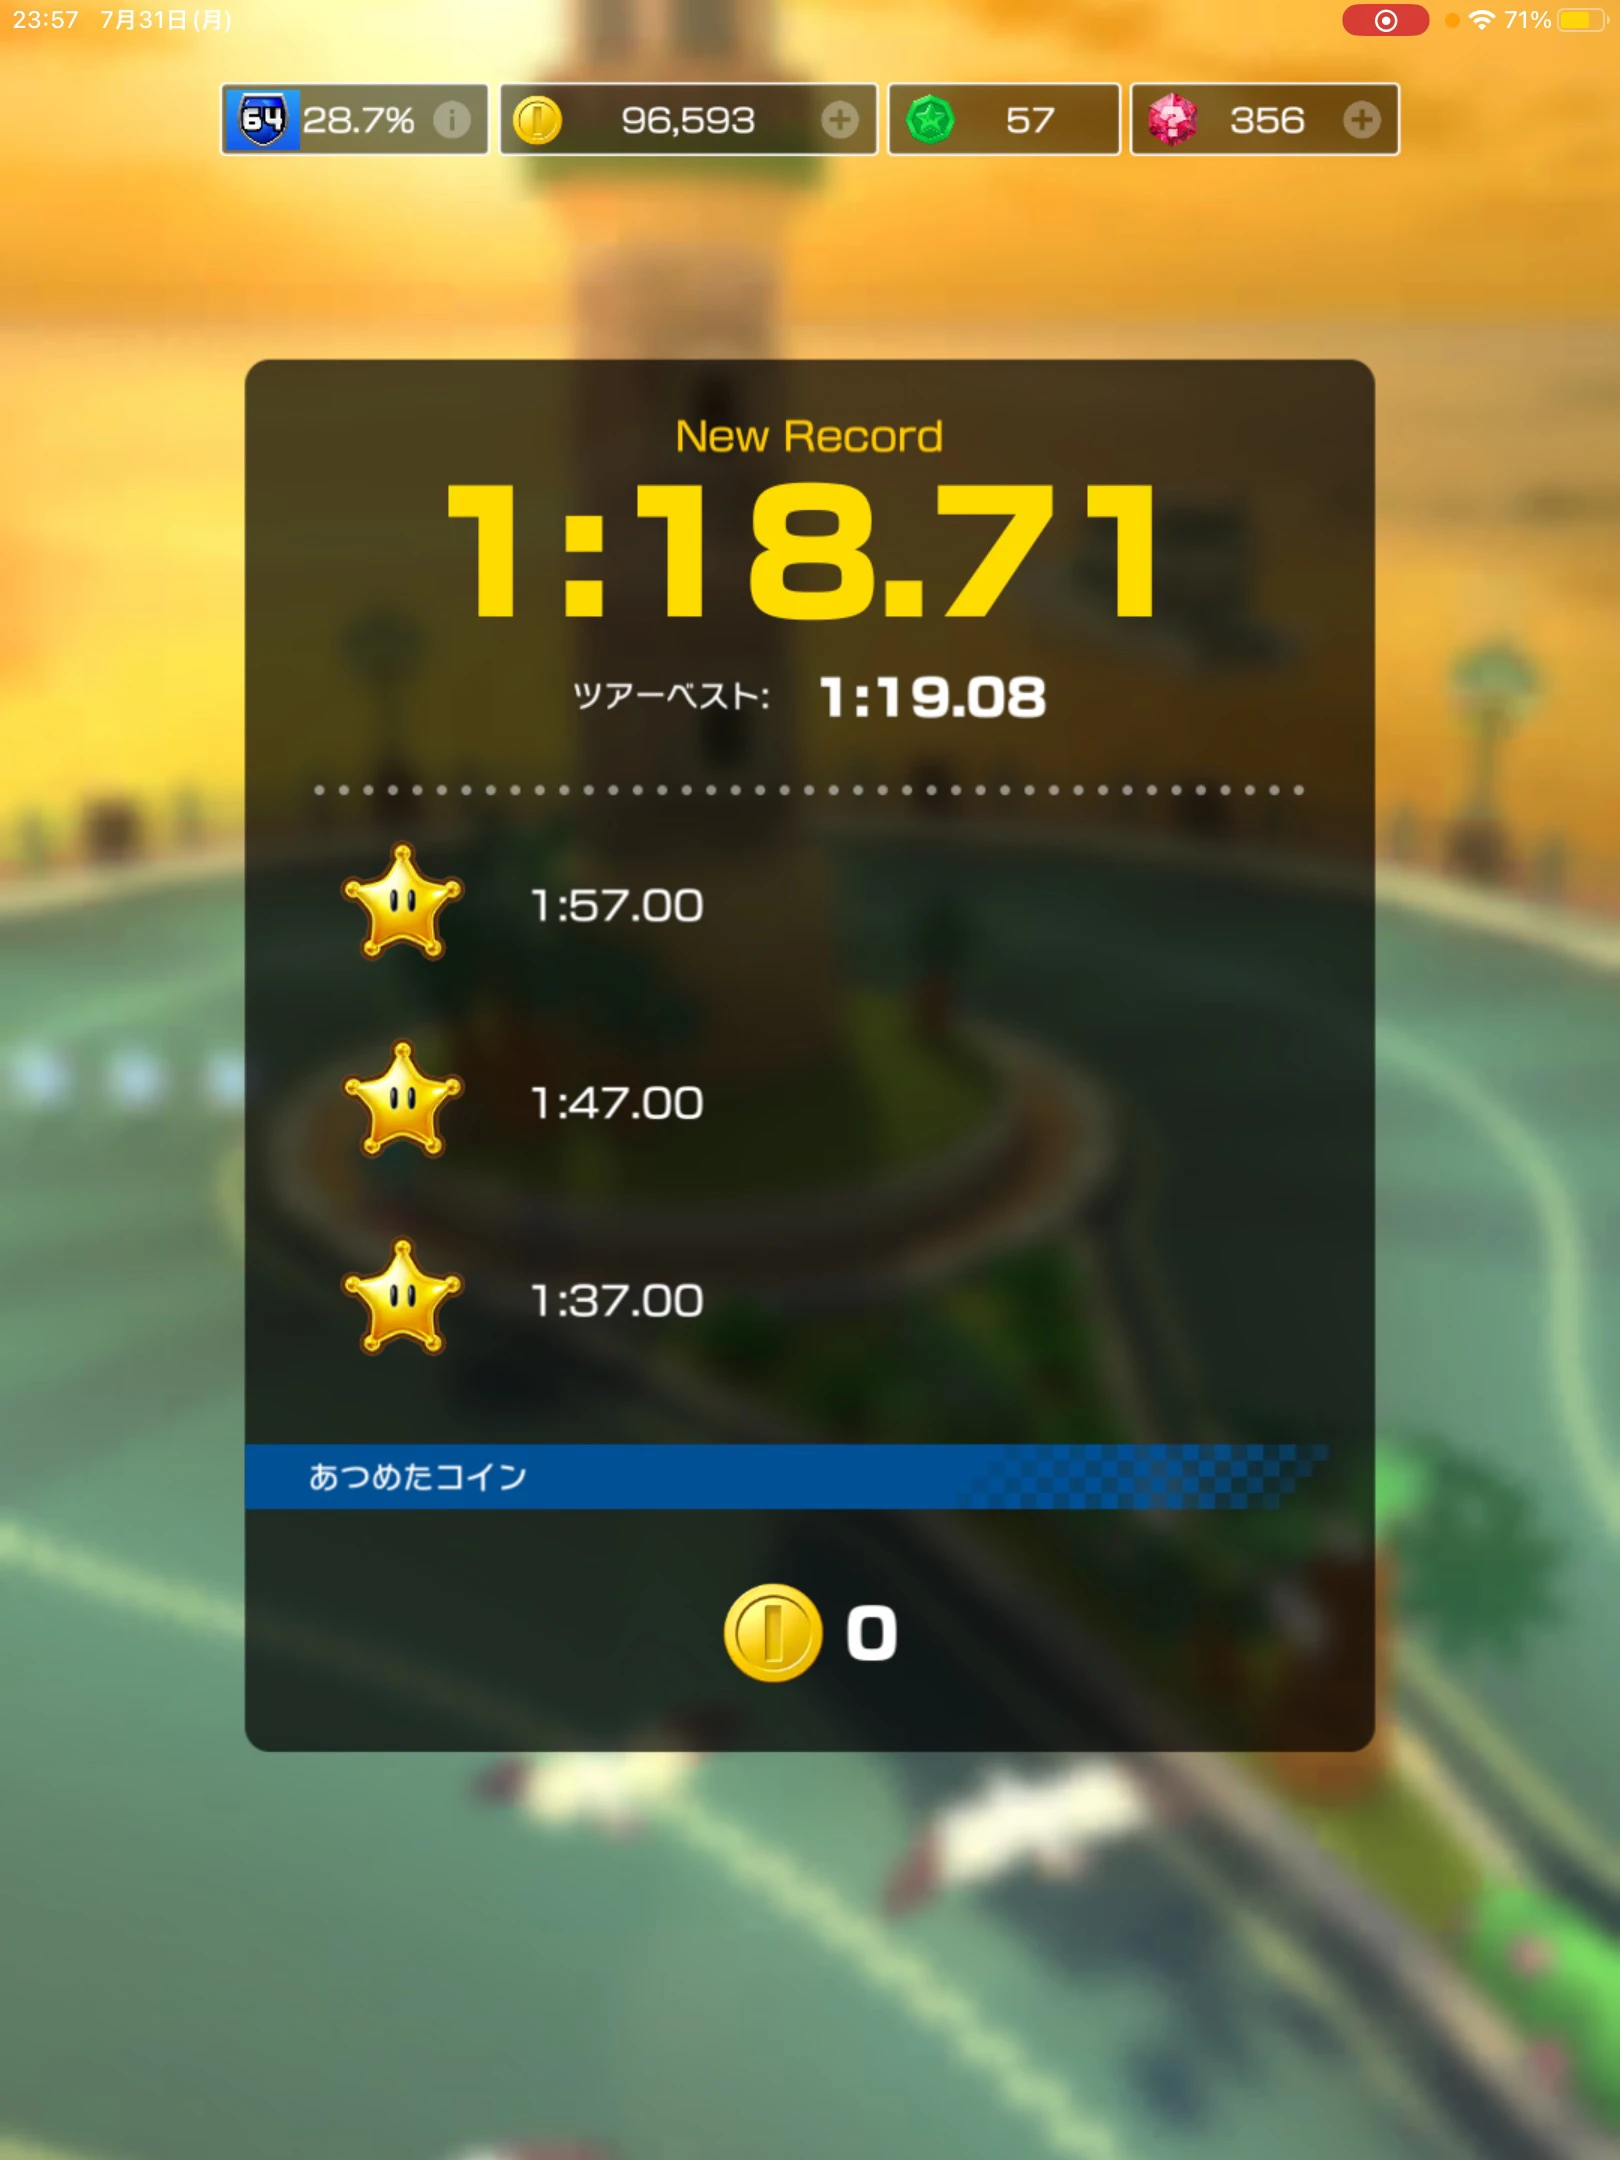 23:57 7月31日(月) 71%
64 28.7% i 96,593 + 57 ? 356 +
New Record
1:18.71
ツアーベスト: 1:19.08
1:57.00
1:47.00
1:37.00
あつめたコイン
0